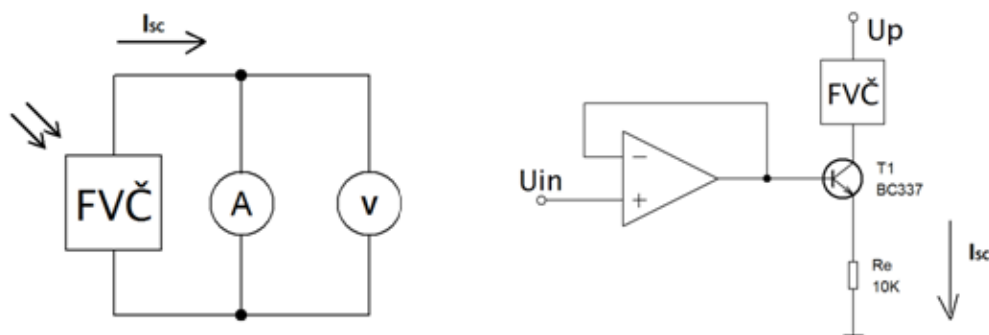 Isc
FVČ
A
V
Up
FVČ
Uin
−
+
T1
BC337
Re
10K
Isc